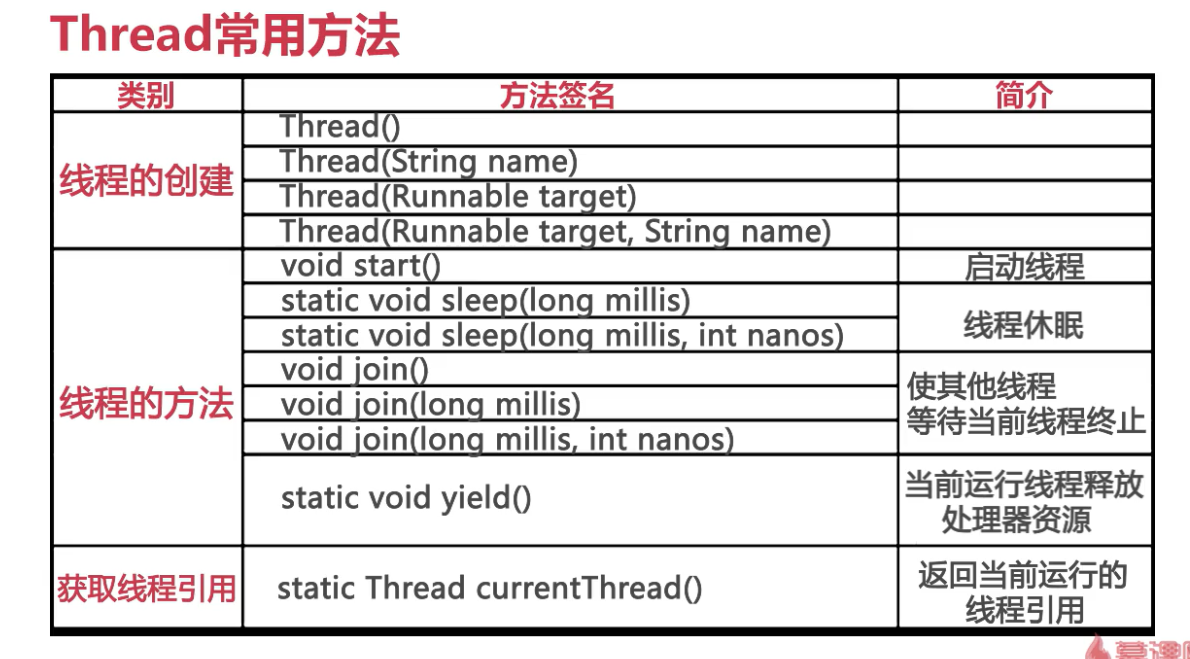 Thread常用方法
类别 方法签名 简介
线程的创建
Thread()
Thread(String name)
Thread(Runnable target)
Thread(Runnable target, String name)
线程的方法
void start()
启动线程
static void sleep(long millis)
static void sleep(long millis, int nanos)
线程休眠
void join()
void join(long millis)
void join(long millis, int nanos)
使其他线程
等待当前线程终止
static void yield()
当前运行线程释放
处理器资源
获取线程引用
static Thread currentThread()
返回当前运行的
线程引用